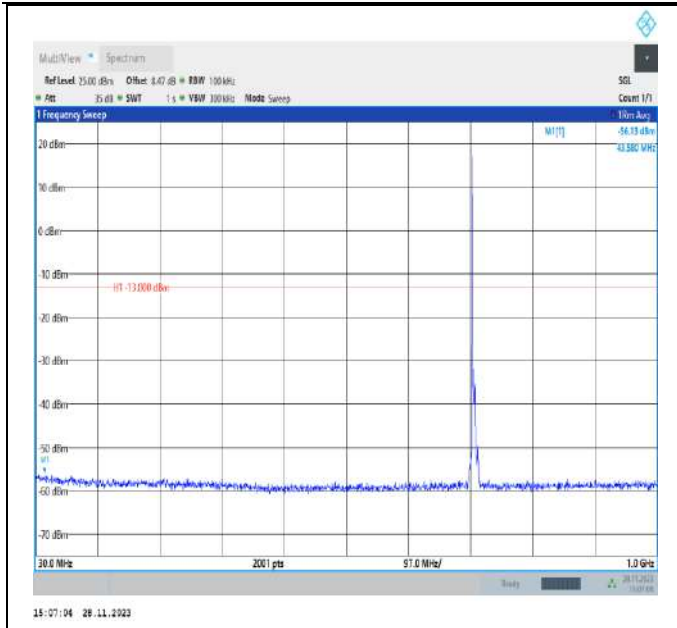 MultiView Spectrum
Ref Level 25.00 dBm Offset 8.47 dB RBW 100 kHz SGL
Att 35 dB SWT 1 s VBW 300 kHz Mode Sweep Count 1/1
1 Frequency Sweep 1Rm Avg
M1[1] -56.13 dBm
43.580 MHz
20 dBm
10 dBm
0 dBm
-10 dBm
H1 -13.000 dBm
-20 dBm
-30 dBm
-40 dBm
-50 dBm
M1
-60 dBm
-70 dBm
30.0 MHz 2001 pts 97.0 MHz/ 1.0 GHz
Ready 28.11.2023
15:07:04 28.11.2023